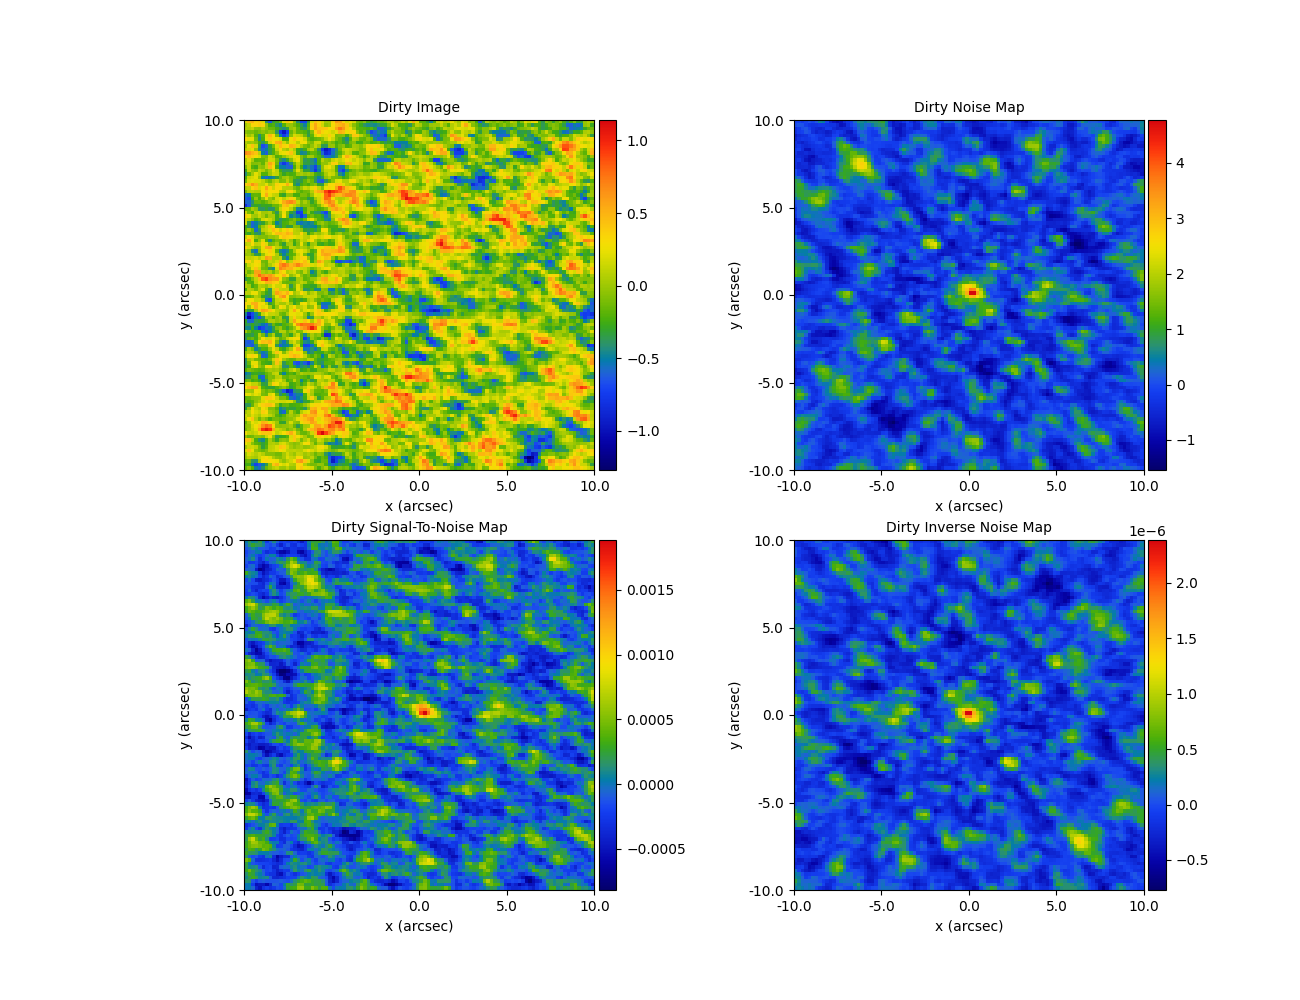 Dirty Image
10.0
5.0
0.0
-5.0
-10.0
y (arcsec)
-10.0 -5.0 0.0 5.0 10.0
x (arcsec)
1.0
0.5
0.0
−0.5
−1.0
Dirty Noise Map
10.0
5.0
0.0
-5.0
-10.0
y (arcsec)
-10.0 -5.0 0.0 5.0 10.0
x (arcsec)
4
3
2
1
0
−1
Dirty Signal-To-Noise Map
10.0
5.0
0.0
-5.0
-10.0
y (arcsec)
-10.0 -5.0 0.0 5.0 10.0
x (arcsec)
0.0015
0.0010
0.0005
0.0000
−0.0005
Dirty Inverse Noise Map
1e−6
10.0
5.0
0.0
-5.0
-10.0
y (arcsec)
-10.0 -5.0 0.0 5.0 10.0
x (arcsec)
2.0
1.5
1.0
0.5
0.0
−0.5